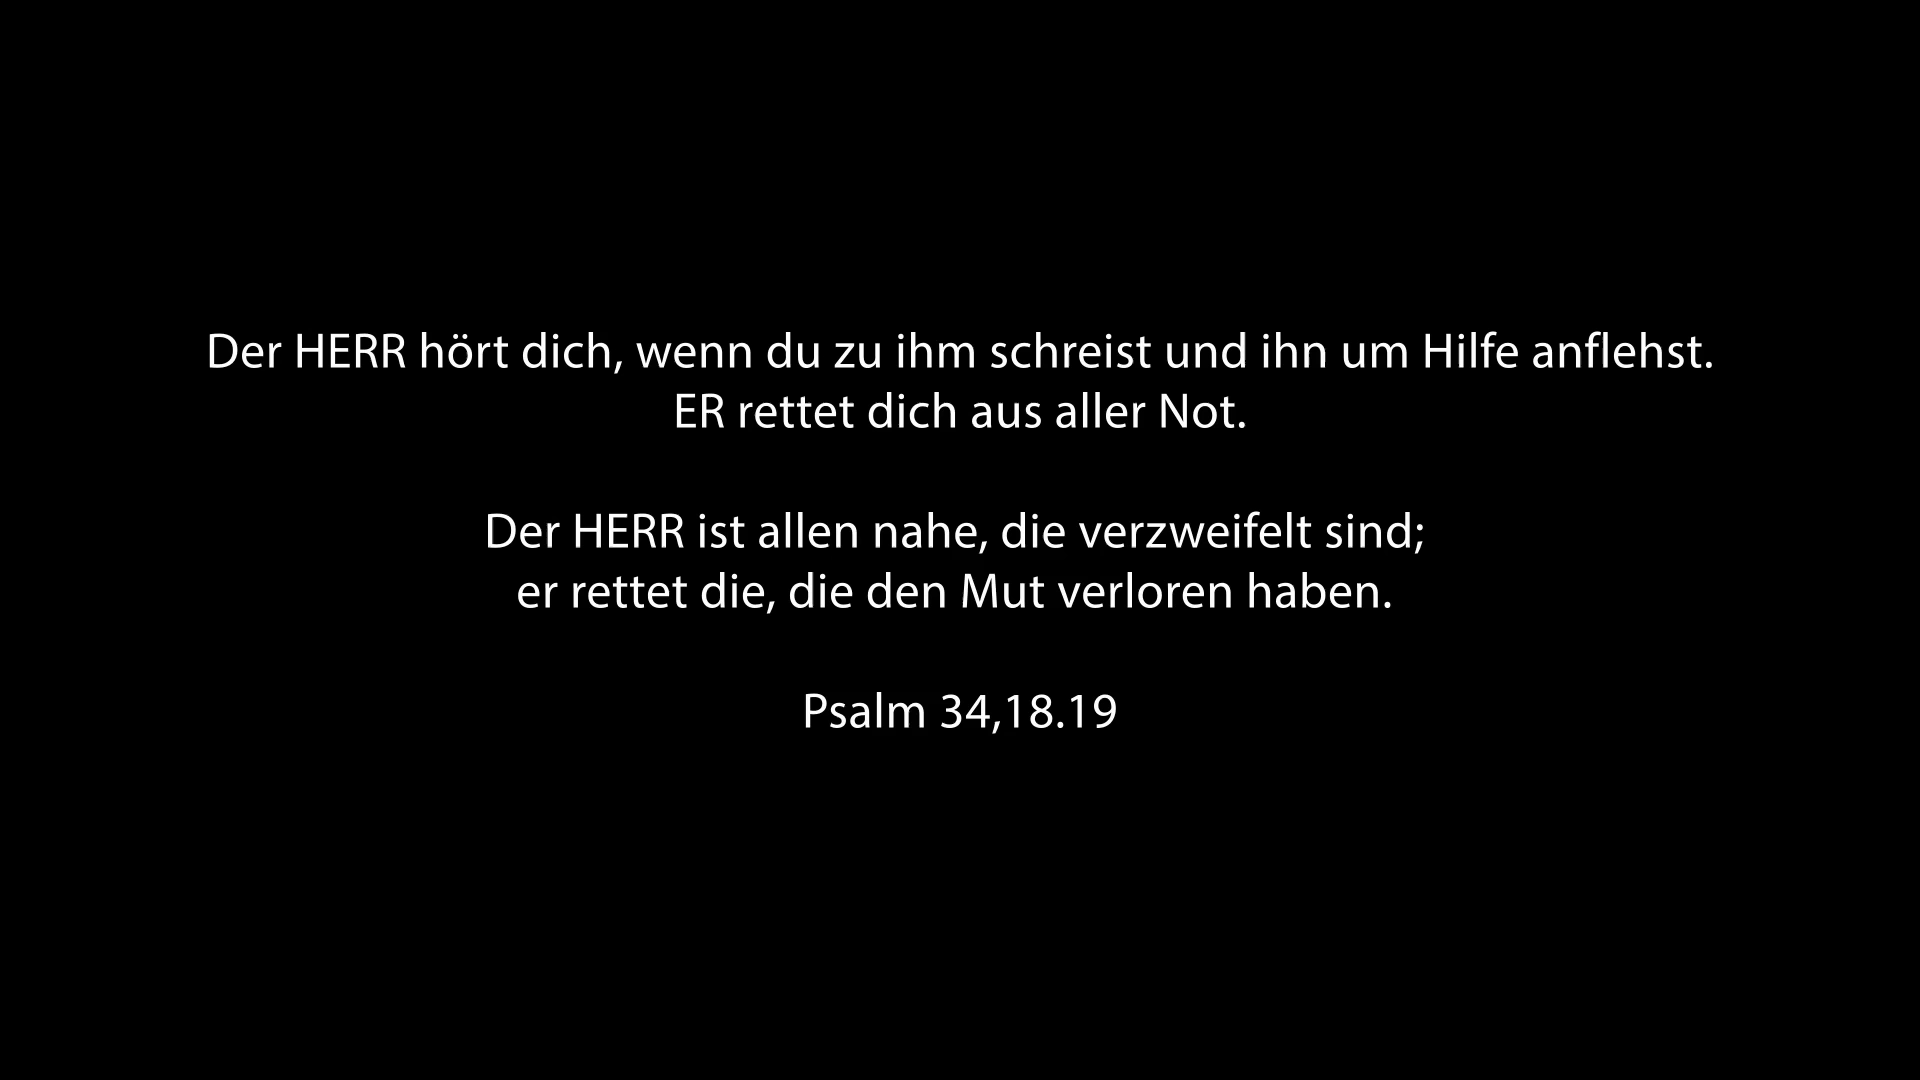 Der HERR hört dich, wenn du zu ihm schreist und ihn um Hilfe anflehst.
ER rettet dich aus aller Not.
Der HERR ist allen nahe, die verzweifelt sind;
er rettet die, die den Mut verloren haben.
Psalm 34,18.19